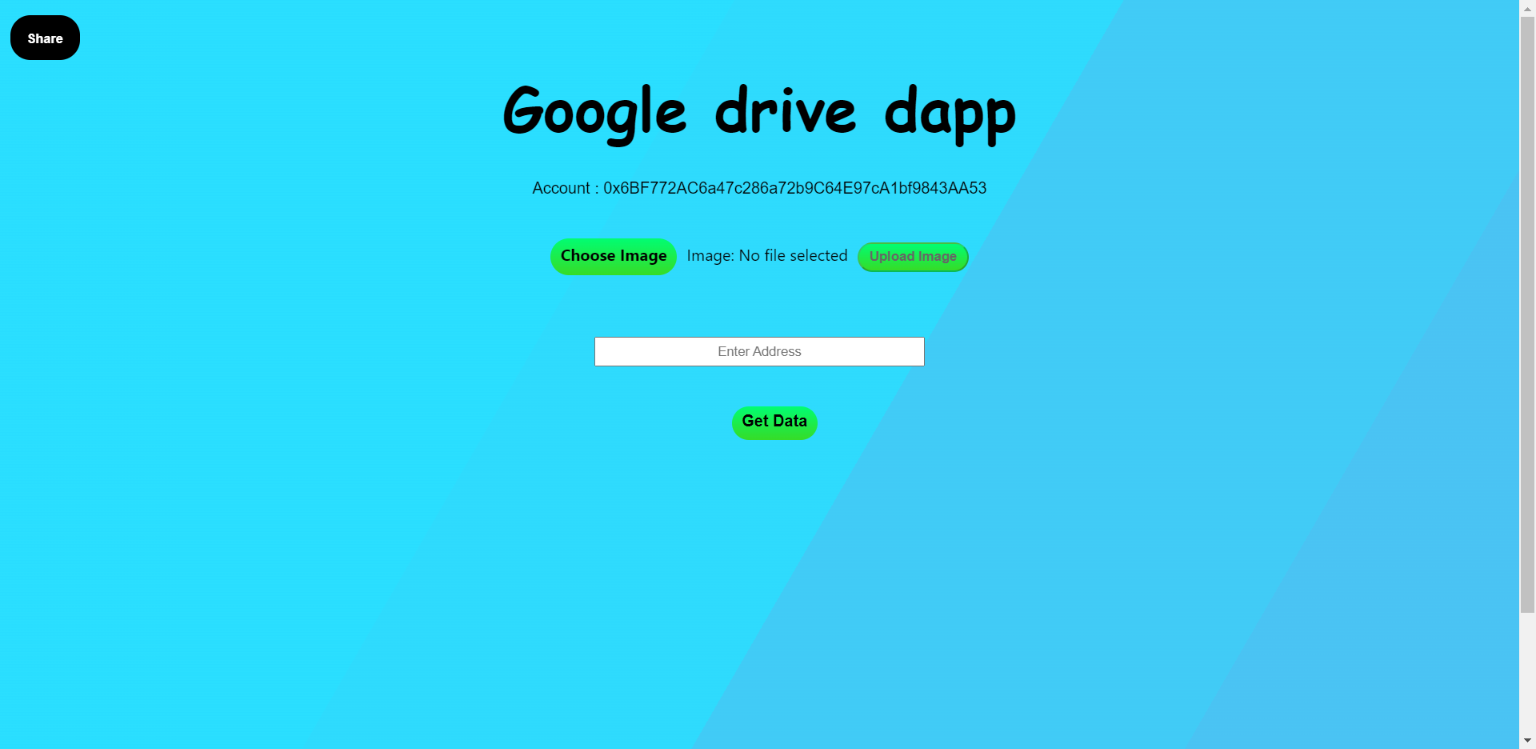 Share
Google drive dapp
Account : 0x6BF772AC6a47c286a72b9C64E97cA1bf9843AA53
Choose Image Image: No file selected Upload Image
Enter Address
Get Data